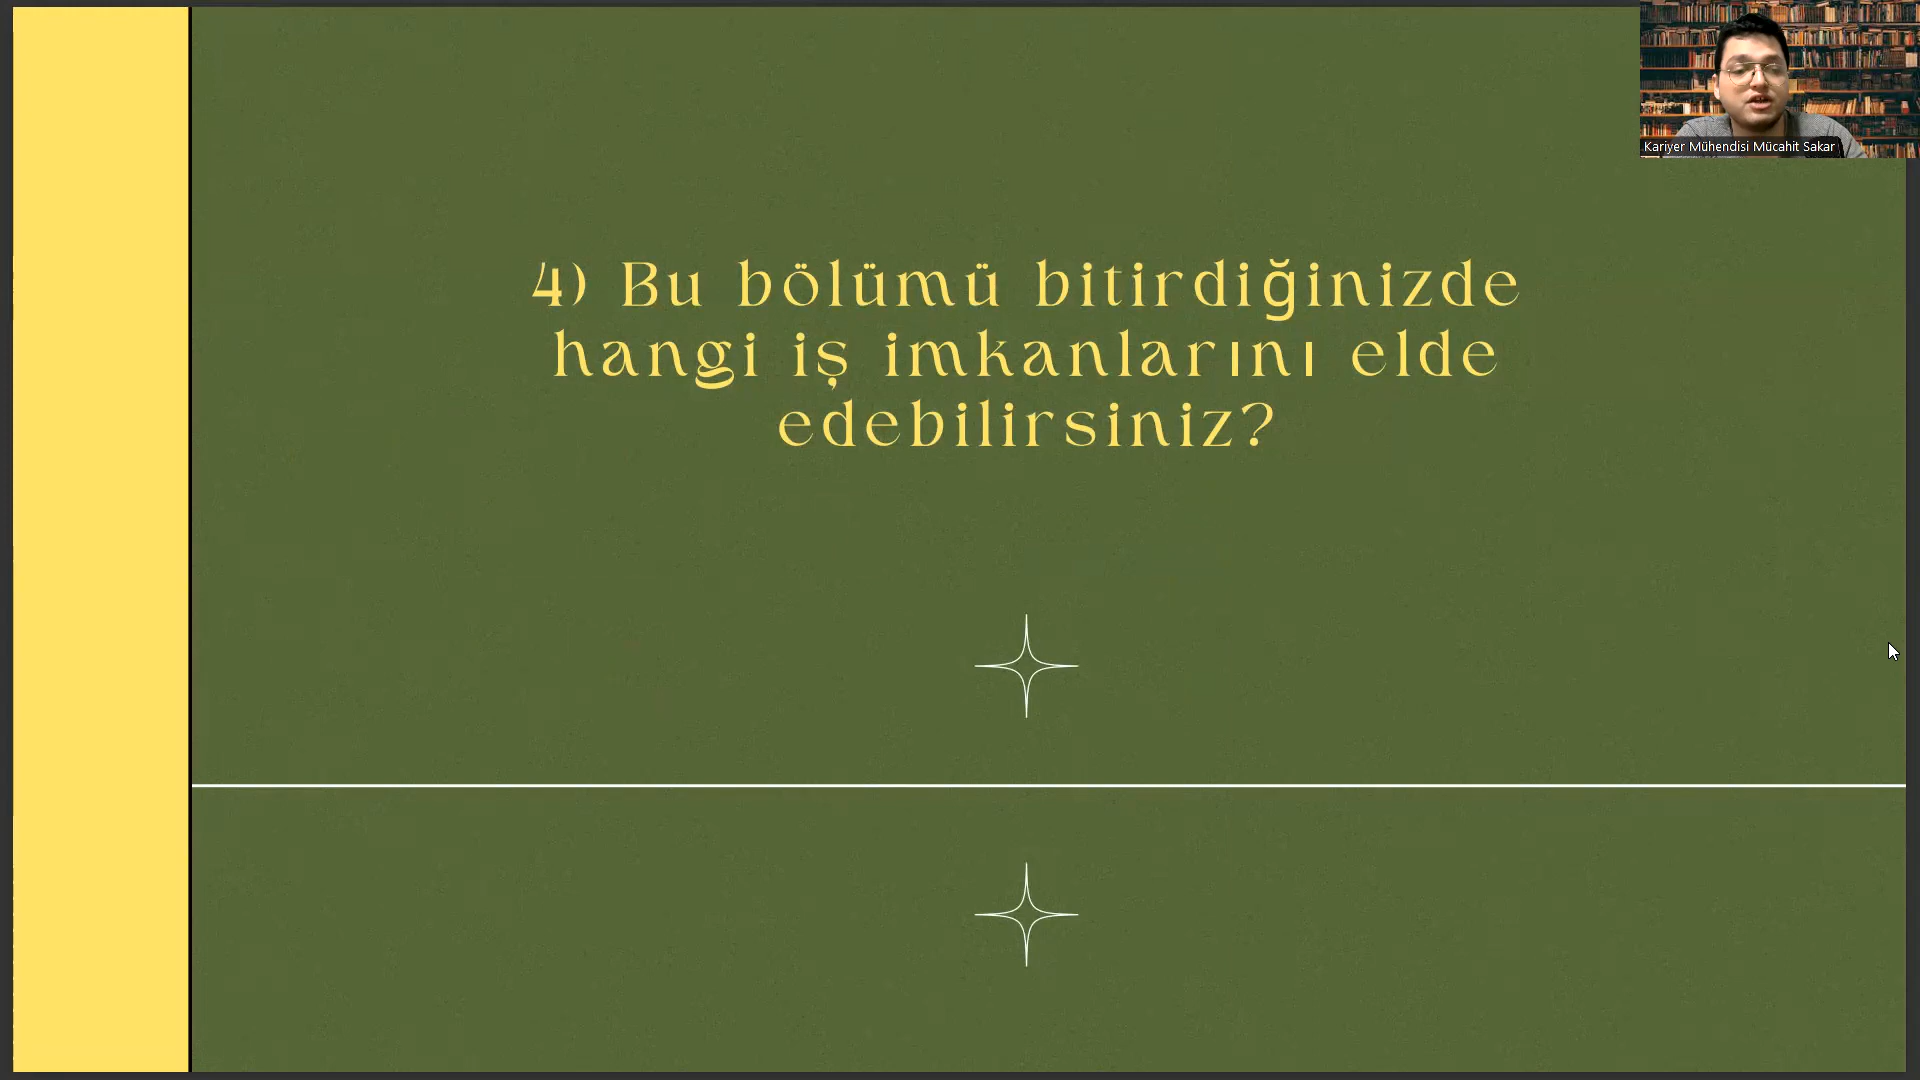 Kariyer Mühendisi Mücahit Sakar
4) Bu bölümü bitirdiğinizde
hangi iş imkanlarını elde
edebilirsiniz?